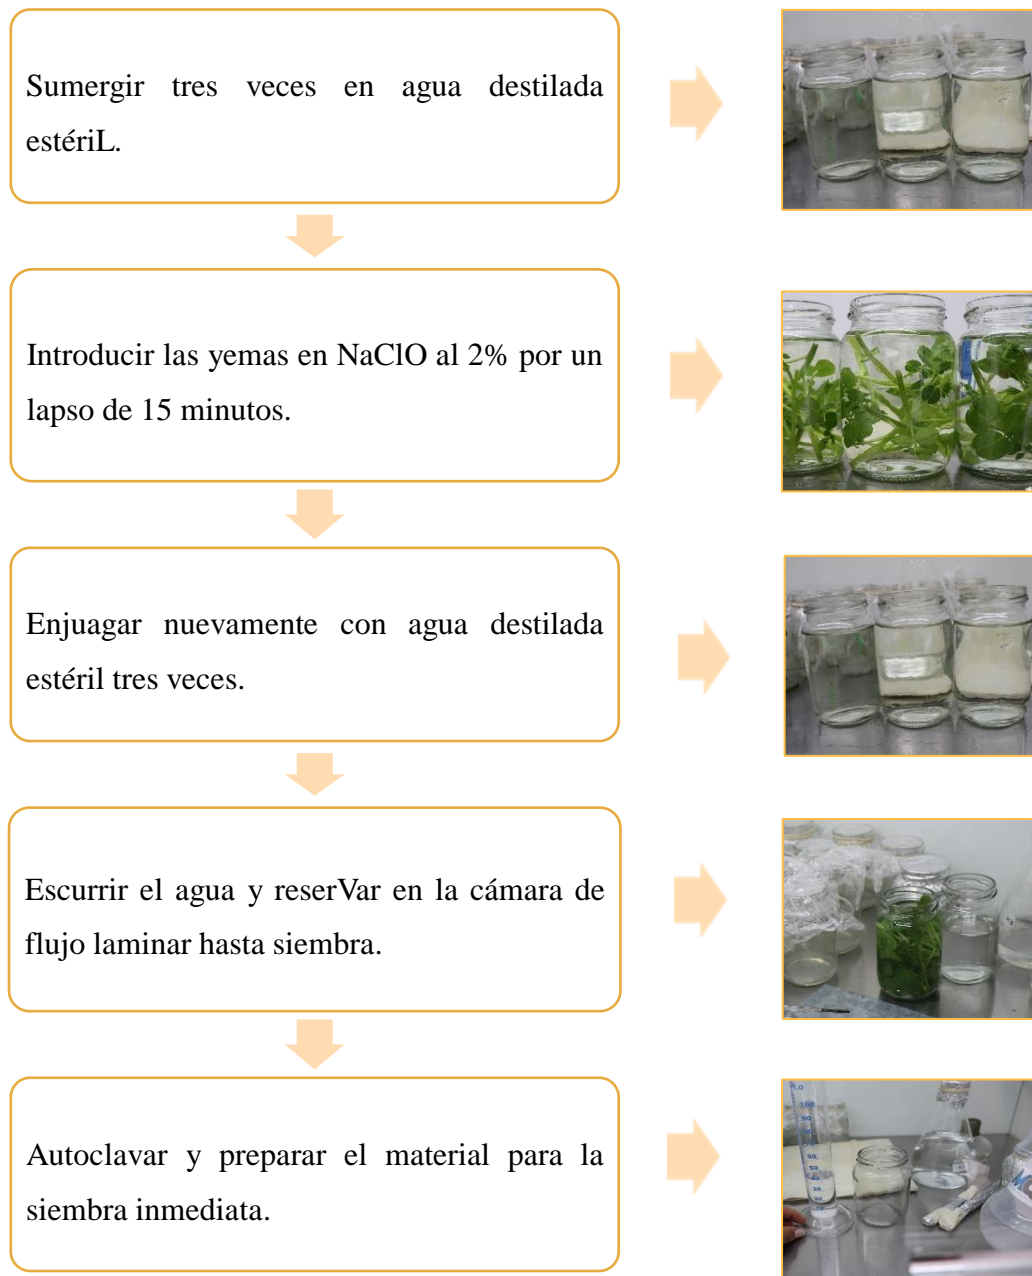 Sumergir tres veces en agua destilada
estériL.
Introducir las yemas en NaClO al 2% por un
lapso de 15 minutos.
Enjuagar nuevamente con agua destilada
estéril tres veces.
Escurrir el agua y reserVar en la cámara de
flujo laminar hasta siembra.
Autoclavar y preparar el material para la
siembra inmediata.